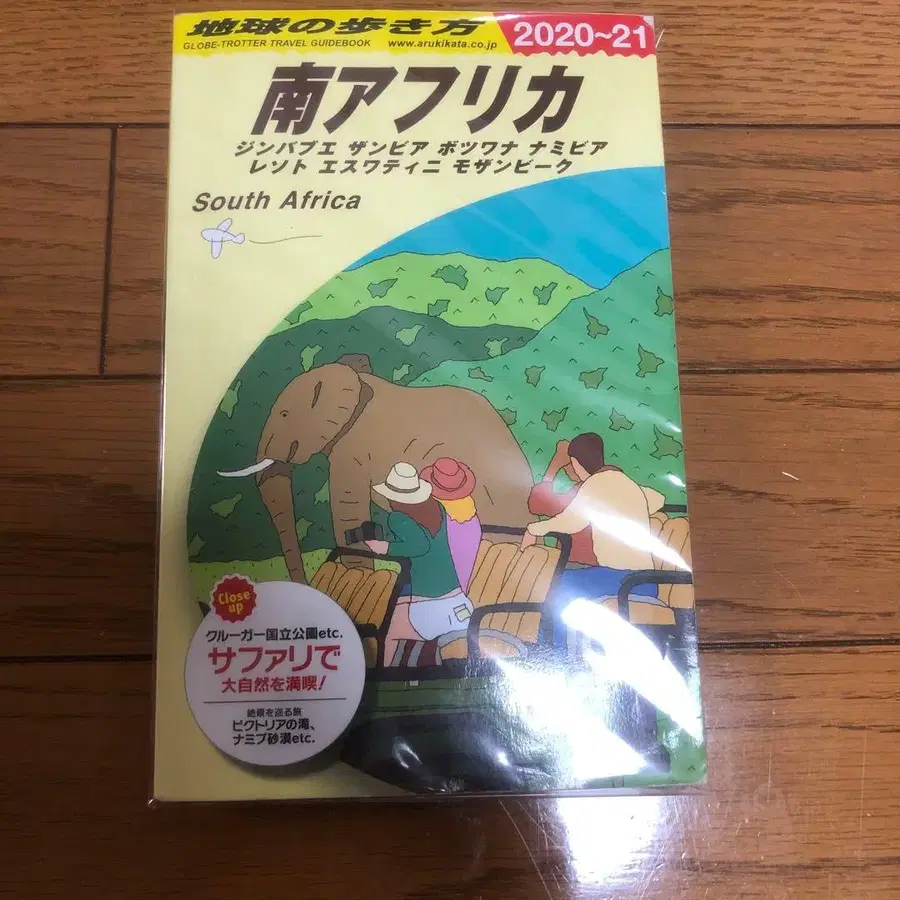 地球の歩き方
GLOBE-TROTTER TRAVEL GUIDEBOOK www.arukikata.co.jp
2020~21
南アフリカ
ジンバブエ ザンビア ボツワナ ナミビア
レソト エスワティニ モザンビーク
South Africa
Close up
クルーガー国立公園etc.
サファリで
大自然を満喫!
絶景を巡る旅
ビクトリアの滝、
ナミブ砂漠etc.